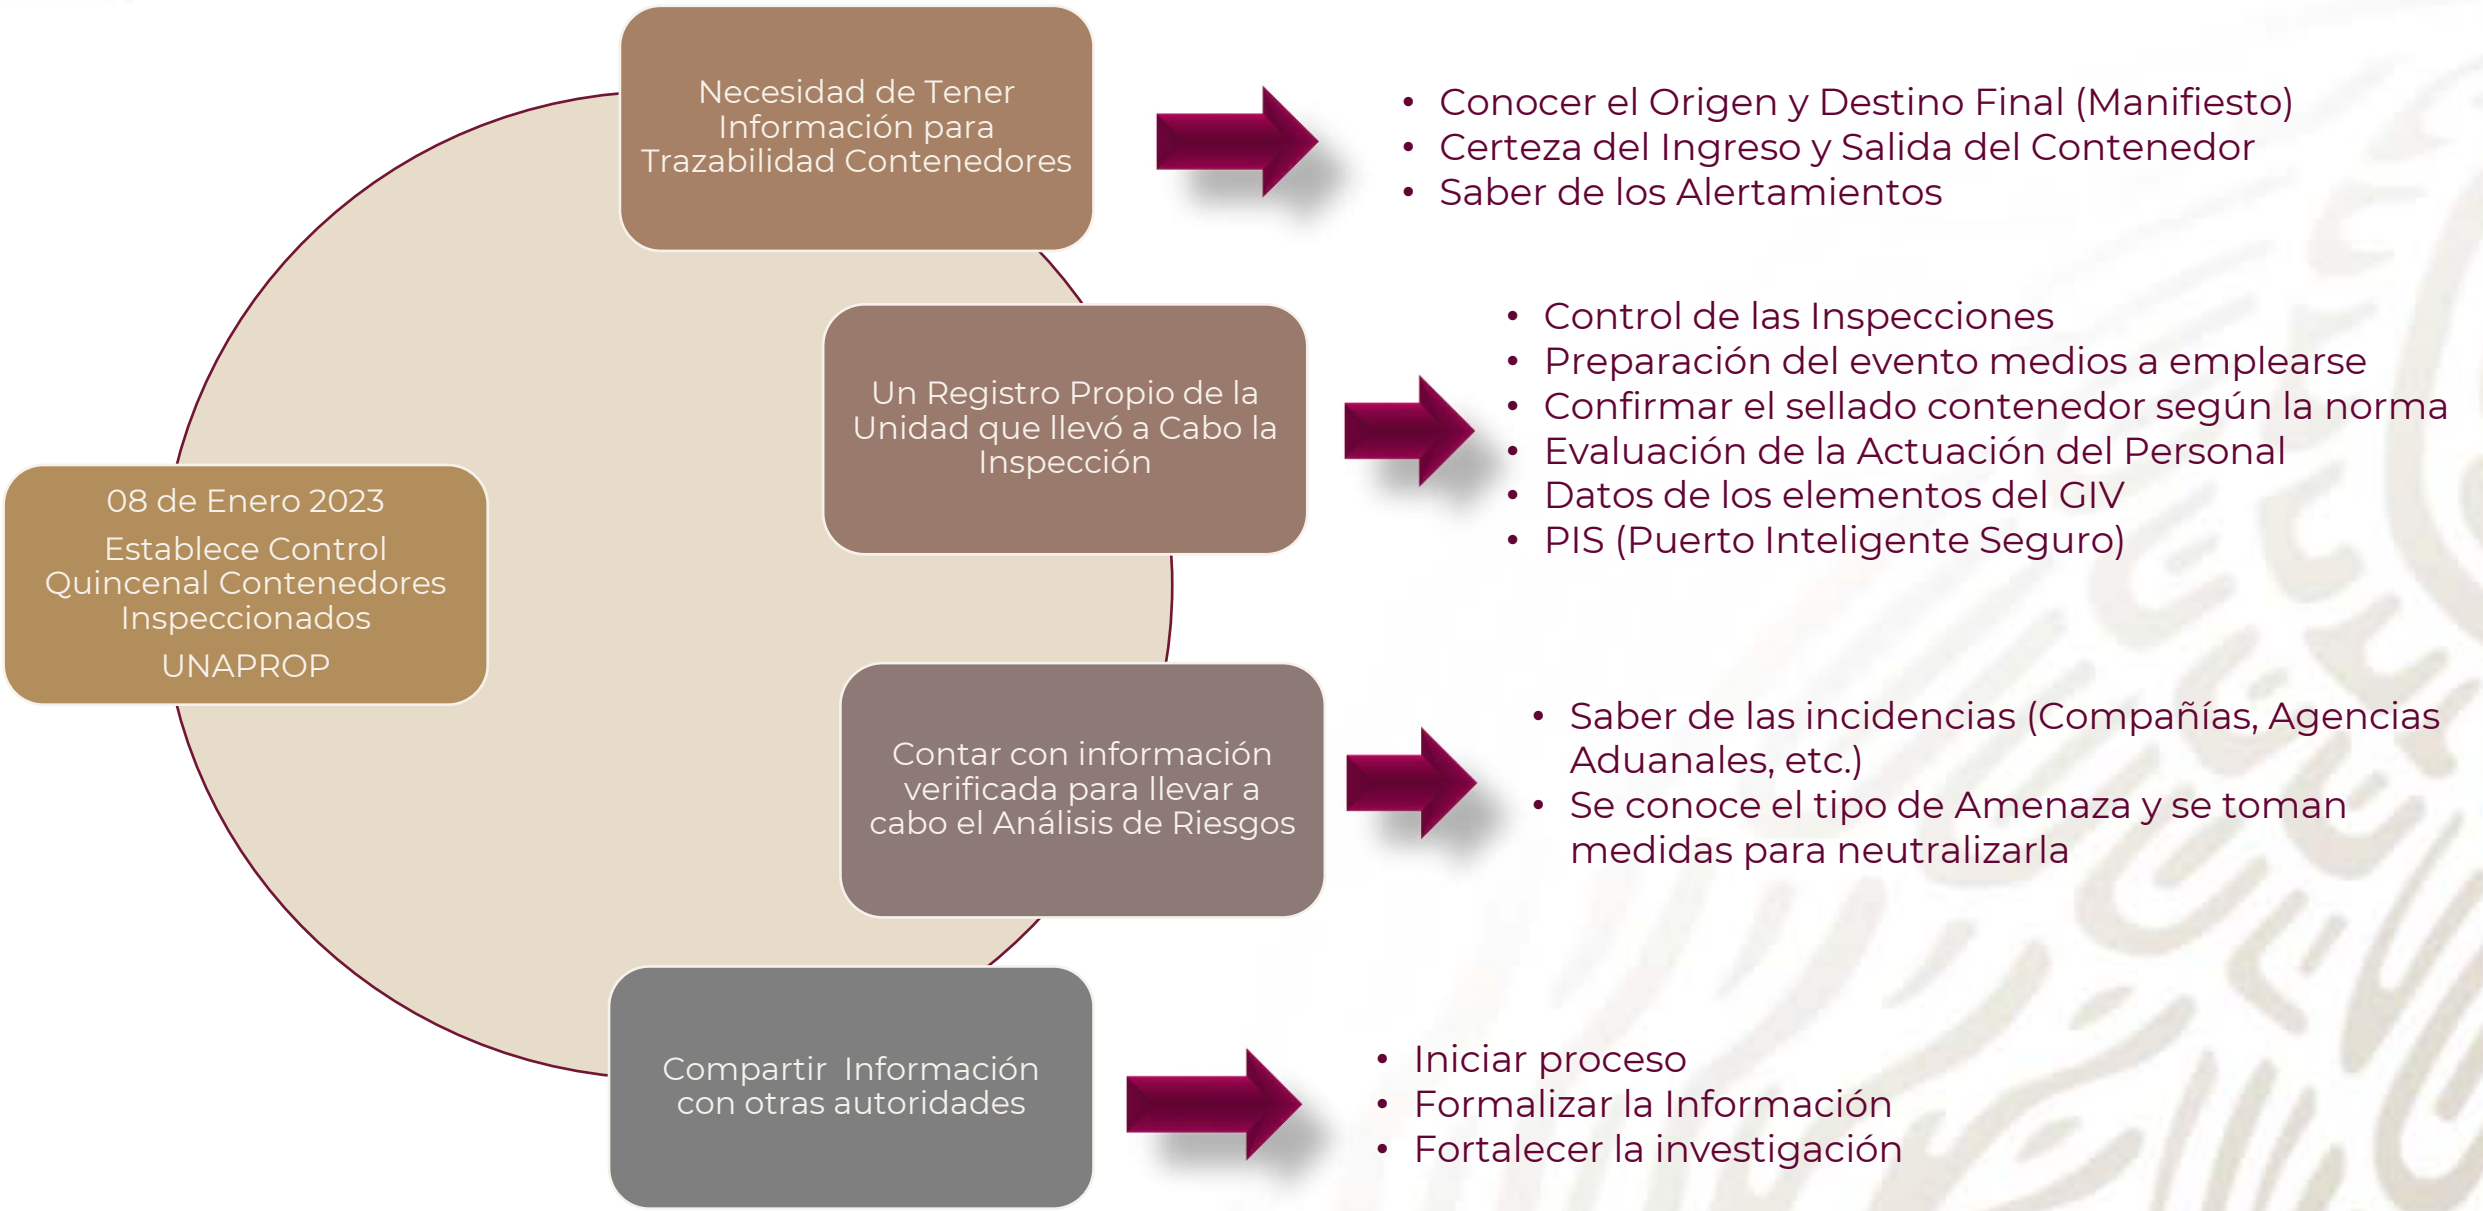 Necesidad de Tener
Información para
Trazabilidad Contenedores
• Conocer el Origen y Destino Final (Manifiesto)
• Certeza del Ingreso y Salida del Contenedor
• Saber de los Alertamientos
Un Registro Propio de la
Unidad que llevó a Cabo la
Inspección
• Control de las Inspecciones
• Preparación del evento medios a emplearse
• Confirmar el sellado contenedor según la norma
• Evaluación de la Actuación del Personal
• Datos de los elementos del GIV
• PIS (Puerto Inteligente Seguro)
08 de Enero 2023
Establece Control
Quincenal Contenedores
Inspeccionados
UNAPROP
Contar con información
verificada para llevar a
cabo el Análisis de Riesgos
• Saber de las incidencias (Compañías, Agencias
Aduanales, etc.)
• Se conoce el tipo de Amenaza y se toman
medidas para neutralizarla
Compartir  Información
con otras autoridades
• Iniciar proceso
• Formalizar la Información
• Fortalecer la investigación